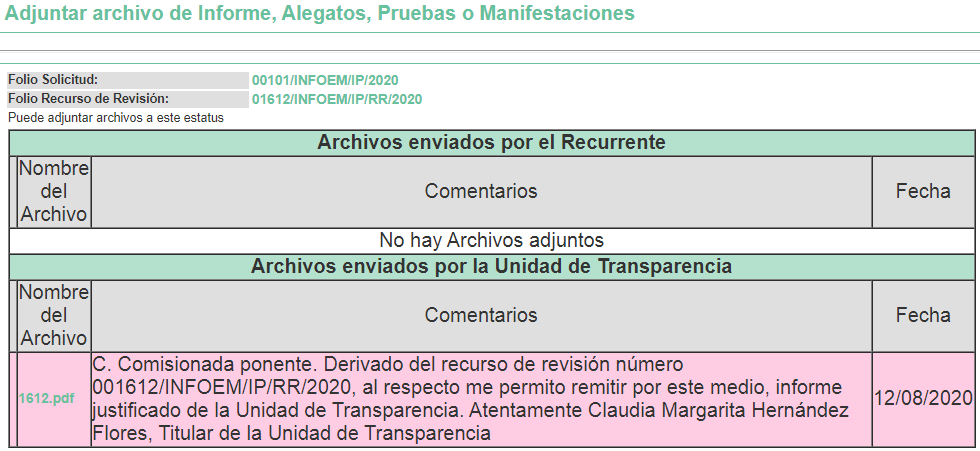 Adjuntar archivo de Informe, Alegatos, Pruebas o Manifestaciones
Folio Solicitud: 00101/INFOEM/IP/2020
Folio Recurso de Revisión: 01612/INFOEM/IP/RR/2020
Puede adjuntar archivos a este estatus
Archivos enviados por el Recurrente
Nombre
del
Archivo
Comentarios
Fecha
No hay Archivos adjuntos
Archivos enviados por la Unidad de Transparencia
Nombre
del
Archivo
Comentarios
Fecha
1612.pdf
C. Comisionada ponente. Derivado del recurso de revisión número
001612/INFOEM/IP/RR/2020, al respecto me permito remitir por este medio, informe
justificado de la Unidad de Transparencia. Atentamente Claudia Margarita Hernández
Flores, Titular de la Unidad de Transparencia
12/08/2020